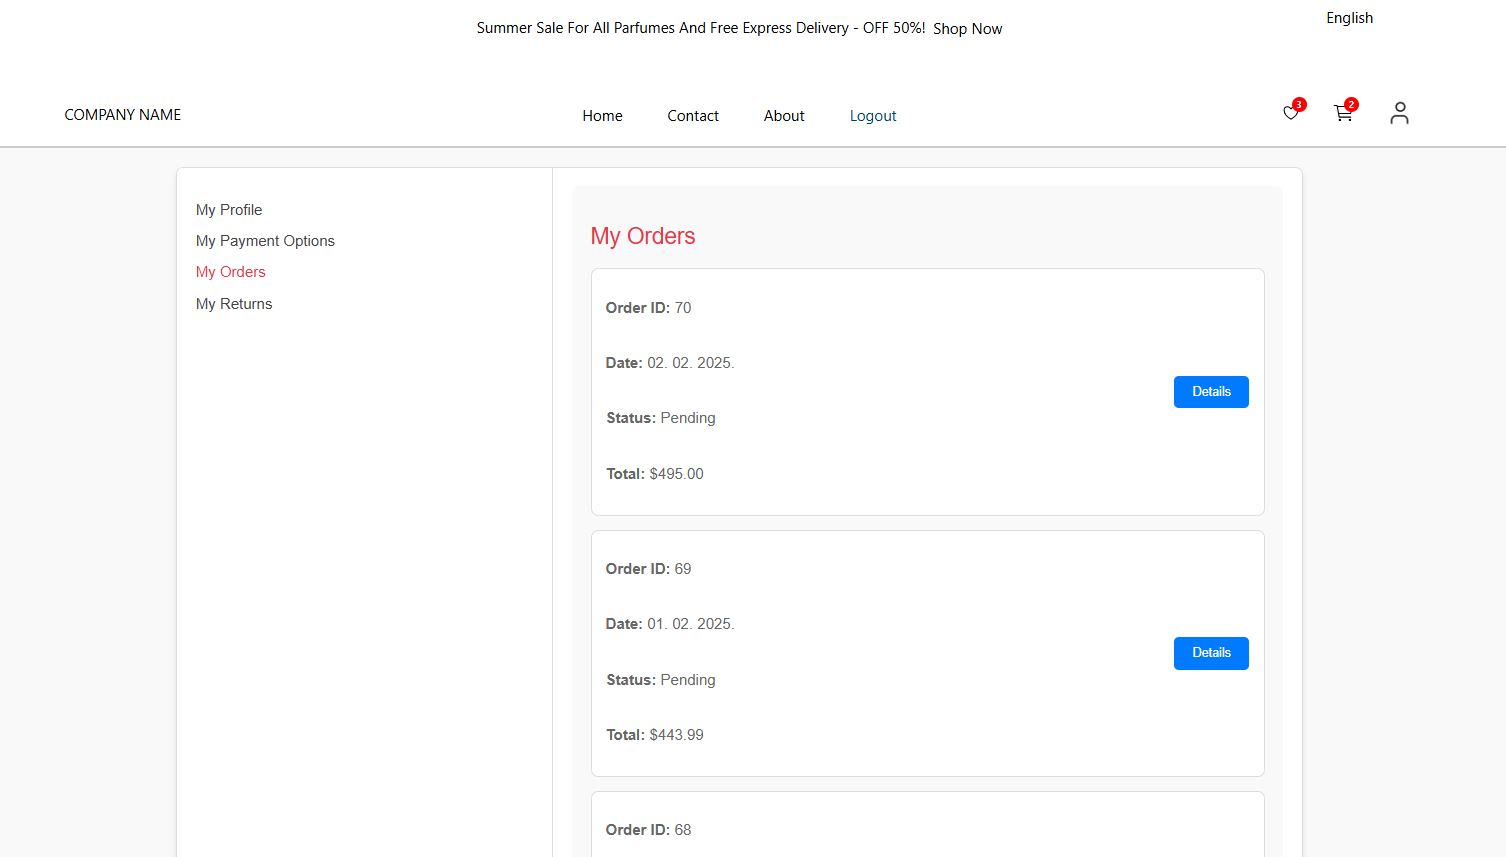 Summer Sale For All Parfumes And Free Express Delivery - OFF 50%! Shop Now
English
COMPANY NAME
Home
Contact
About
Logout
3
2
My Profile
My Payment Options
My Orders
My Returns
My Orders
Order ID: 70
Date: 02. 02. 2025.
Details
Status: Pending
Total: $495.00
Order ID: 69
Date: 01. 02. 2025.
Details
Status: Pending
Total: $443.99
Order ID: 68